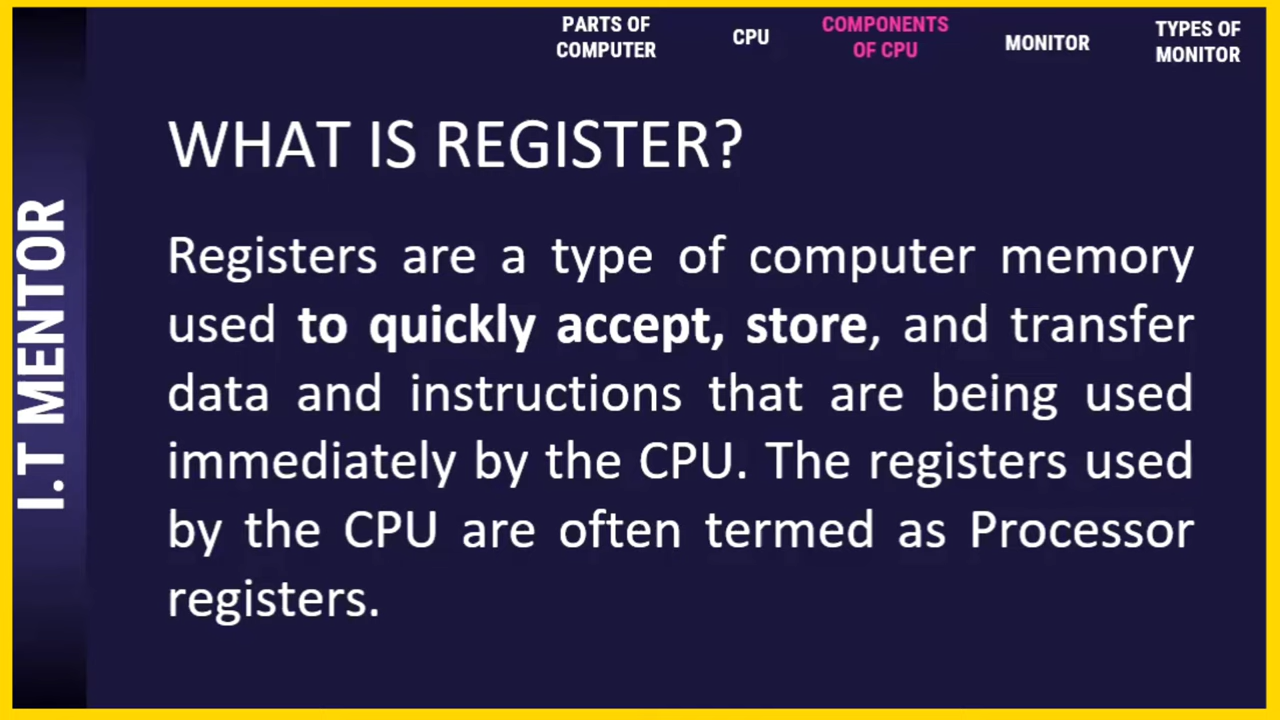 PARTS OF
COMPUTER
CPU
COMPONENTS
OF CPU
MONITOR
TYPES OF
MONITOR
I.T MENTOR
WHAT IS REGISTER?
Registers are a type of computer memory
used to quickly accept, store, and transfer
data and instructions that are being used
immediately by the CPU. The registers used
by the CPU are often termed as Processor
registers.